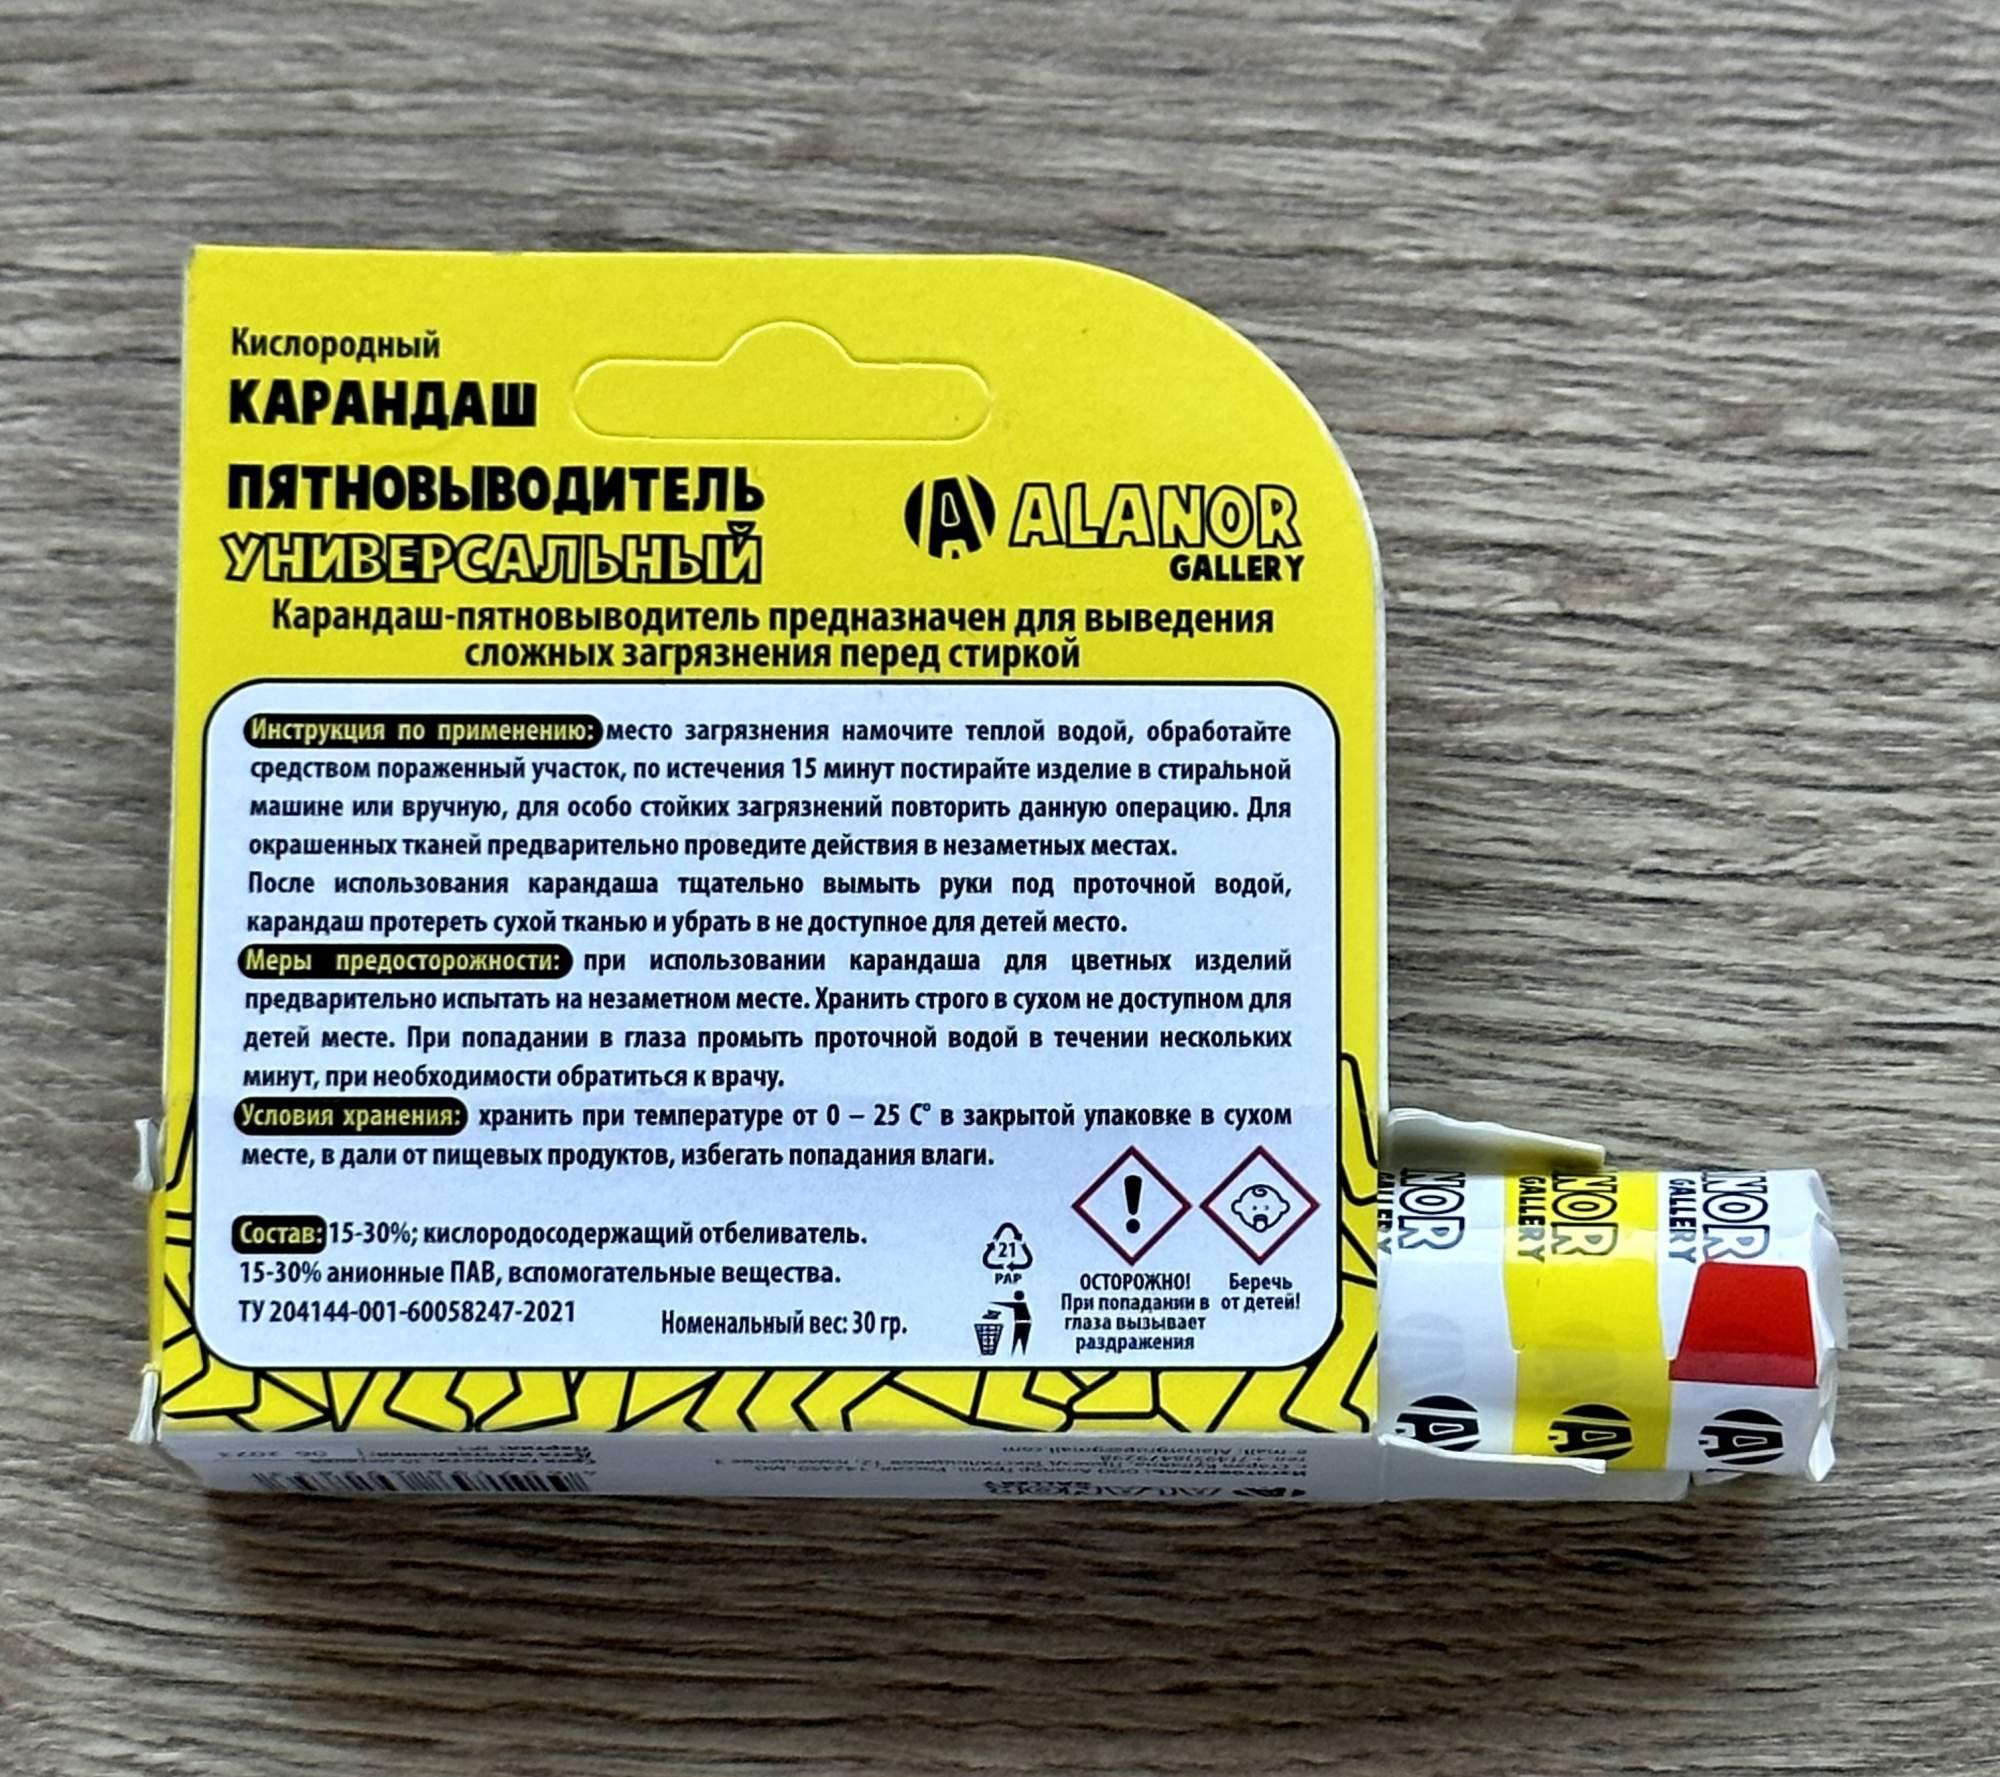 Кислородный
КАРАНДАШ
ПЯТНОВЫВОДИТЕЛЬ
УНИВЕРСАЛЬНЫЙ
ALANOR
GALLERY
Карандаш-пятновыводитель предназначен для выведения
сложных загрязнения перед стиркой
Инструкция по применению: место загрязнения намочите теплой водой, обработайте
средством пораженный участок, по истечения 15 минут постирайте изделие в стиральной
машине или вручную, для особо стойких загрязнений повторить данную операцию. Для
окрашенных тканей предварительно проведите действия в незаметных местах.
После использования карандаша тщательно вымыть руки под проточной водой,
карандаш протереть сухой тканью и убрать в не доступное для детей место.
Меры предосторожности: при использовании карандаша для цветных изделий
предварительно испытать на незаметном месте. Хранить строго в сухом не доступном для
детей месте. При попадании в глаза промыть проточной водой в течении нескольких
минут, при необходимости обратиться к врачу.
Условия хранения: хранить при температуре от 0 – 25 С° в закрытой упаковке в сухом
месте, в дали от пищевых продуктов, избегать попадания влаги.
Состав: 15-30%; кислородосодержащий отбеливатель.
15-30% анионные ПАВ, вспомогательные вещества.
ТУ 204144-001-60058247-2021
Номенальный вес: 30 гр.
21
PAP
ОСТОРОЖНО!
При попадании в
глаза вызывает
раздражения
Беречь
от детей!
NOR
GALLERY
NOR
GALLERY
NOR
GALLERY